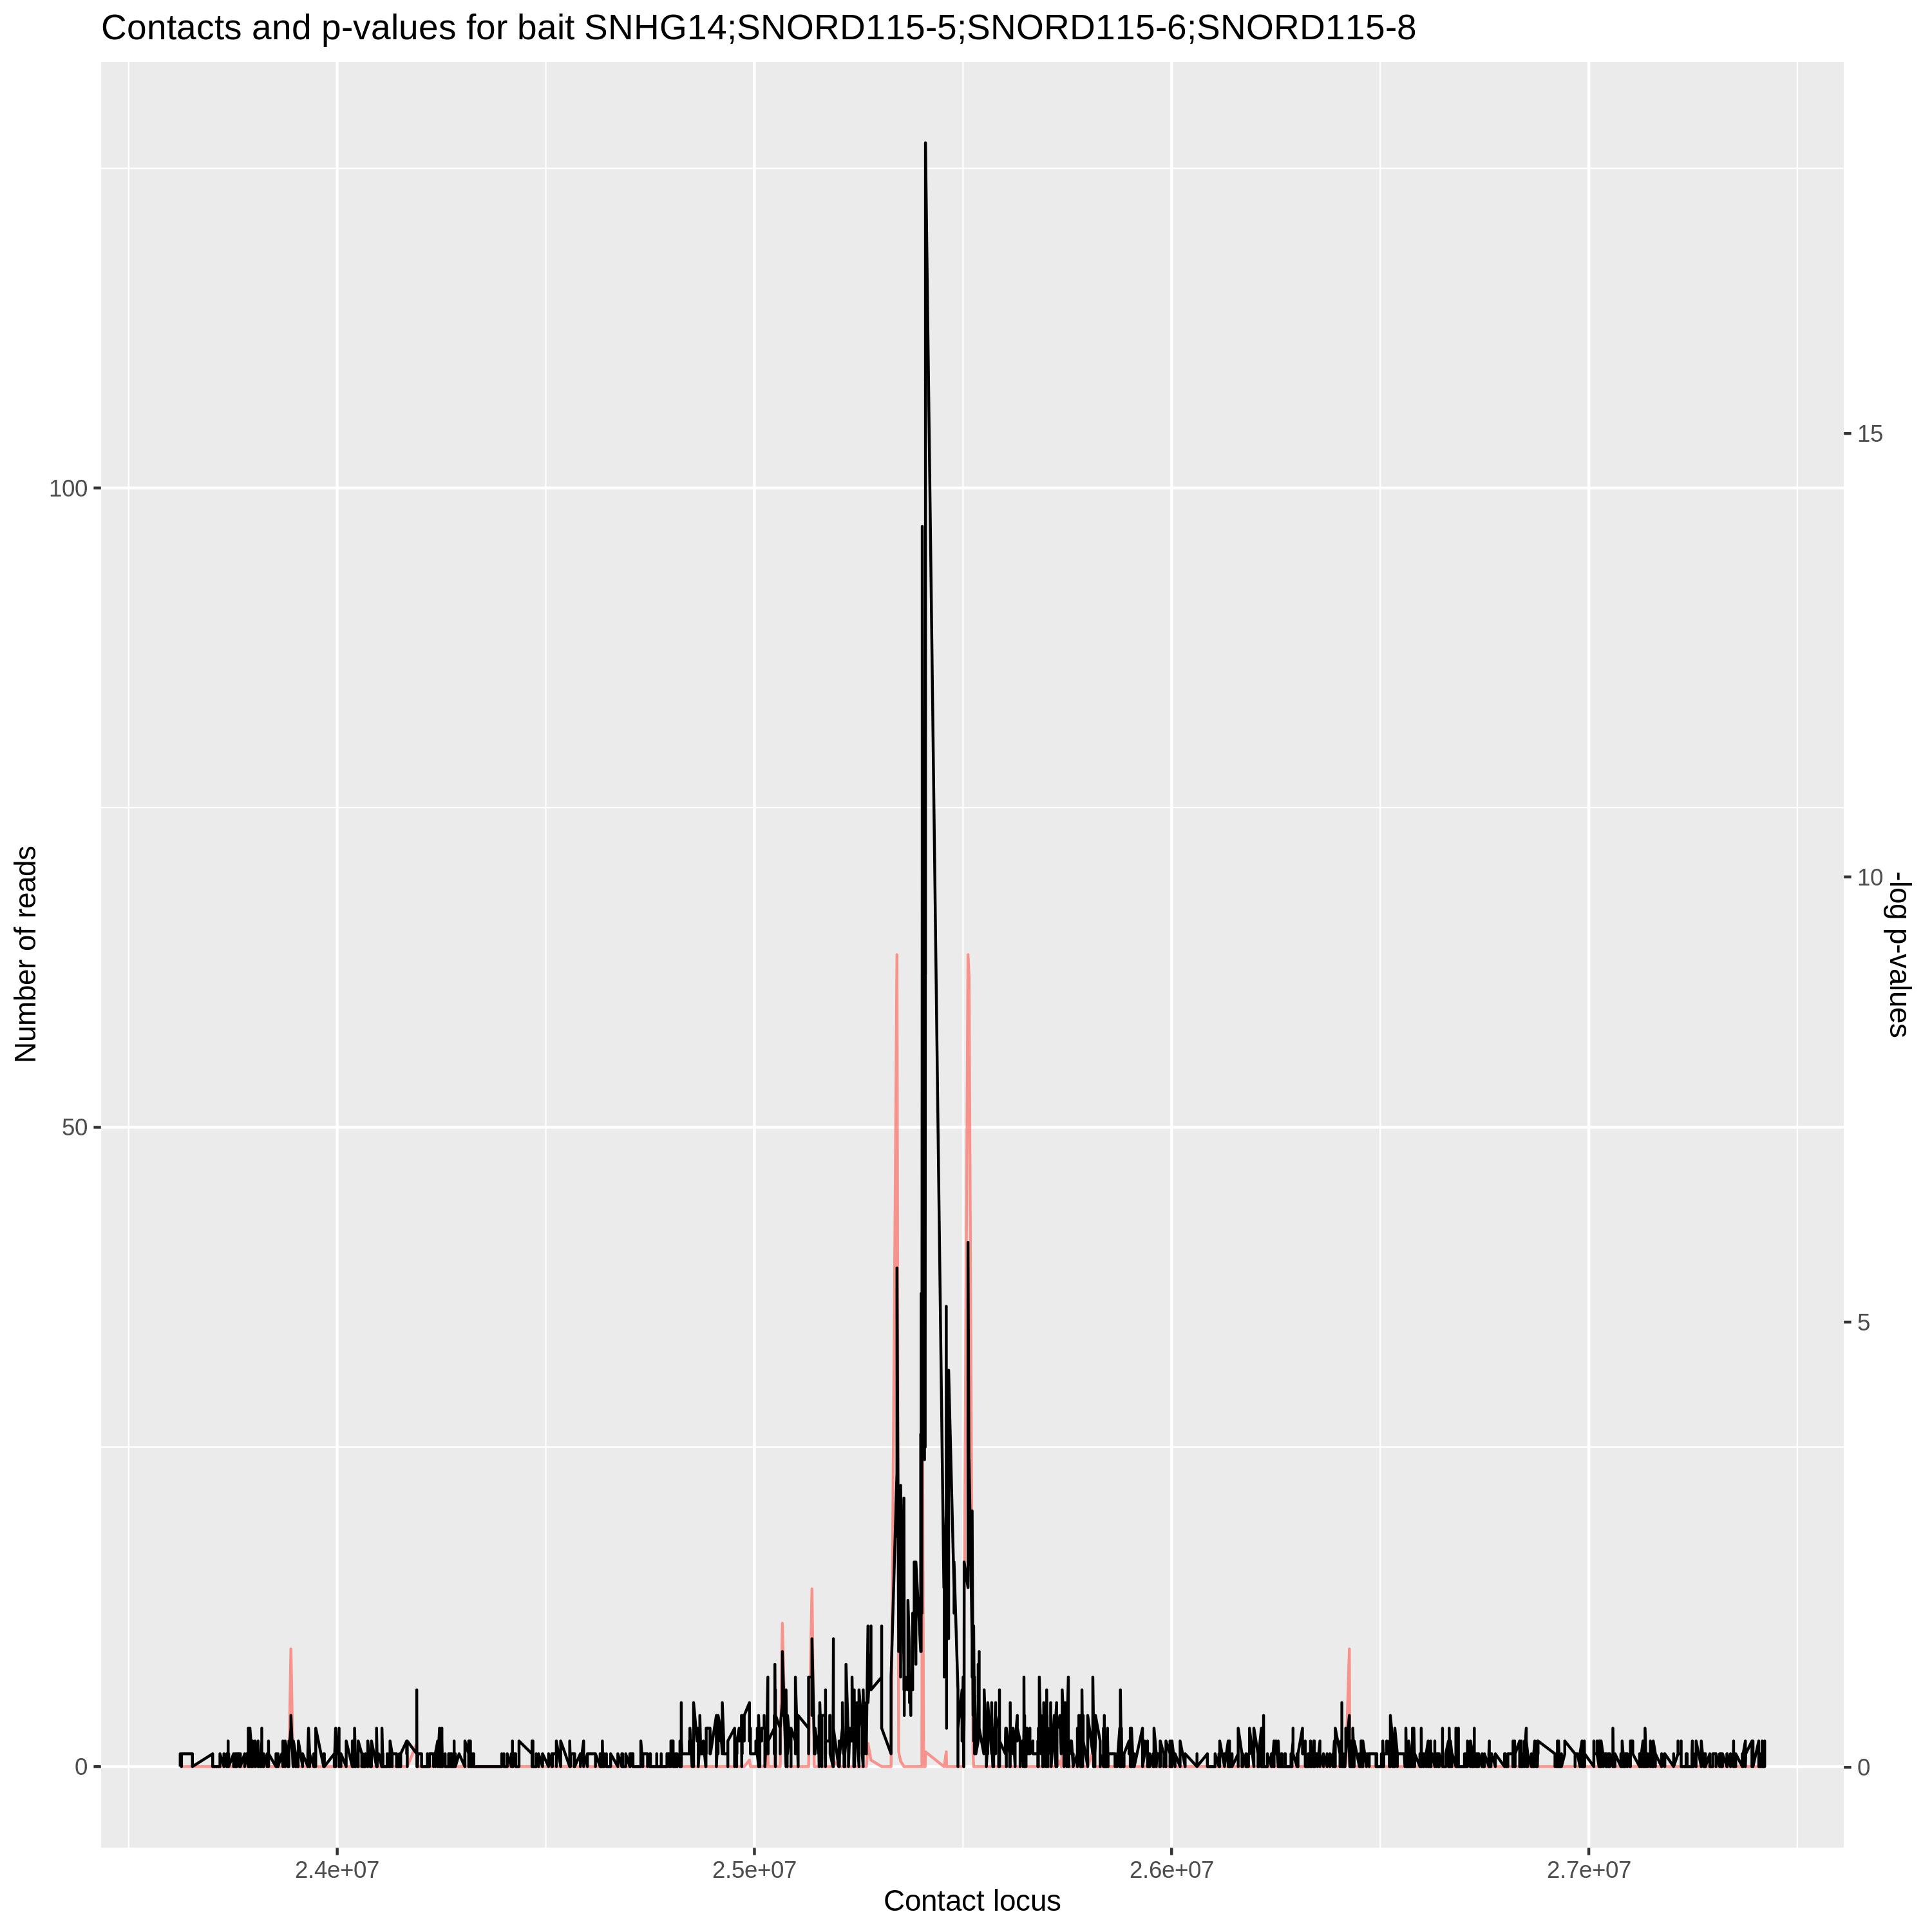 Contacts and p-values for bait SNHG14;SNORD115-5;SNORD115-6;SNORD115-8
Number of reads
100
50
0
15
10
5
0
-log p-values
2.4e+07
2.5e+07
2.6e+07
2.7e+07
Contact locus